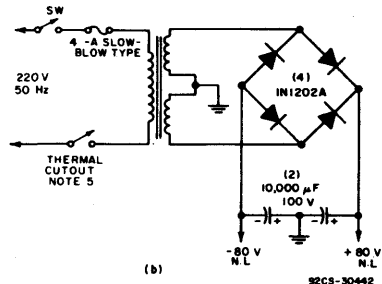 SW
4 -A SLOW-
BLOW TYPE
220 V
50 Hz
(4)
IN1202A
THERMAL
CUTOUT
NOTE 5
(2)
10,000 µF
100 V
- + - +
-80 V
N.L
+80 V
N.L
(b)
92CS-30442